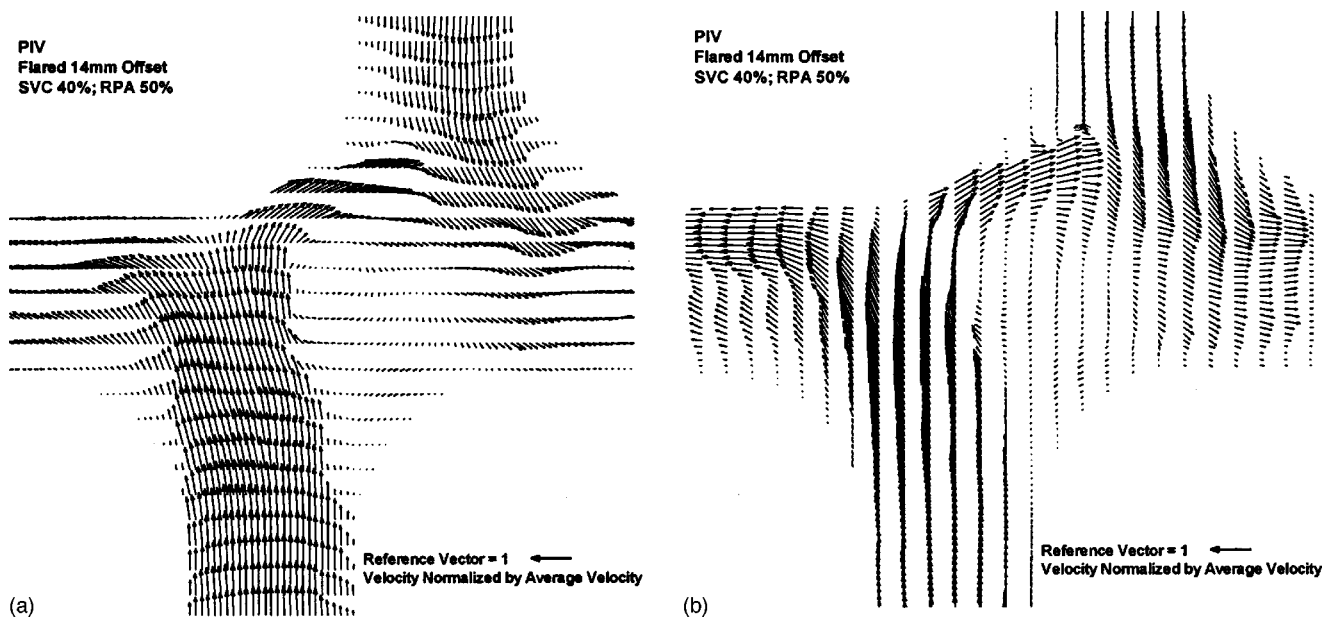 PIV
Flared 14mm Offset
SVC 40%; RPA 50%
Reference Vector = 1
Velocity Normalized by Average Velocity
(a)
PIV
Flared 14mm Offset
SVC 40%; RPA 50%
Reference Vector = 1
Velocity Normalized by Average Velocity
(b)